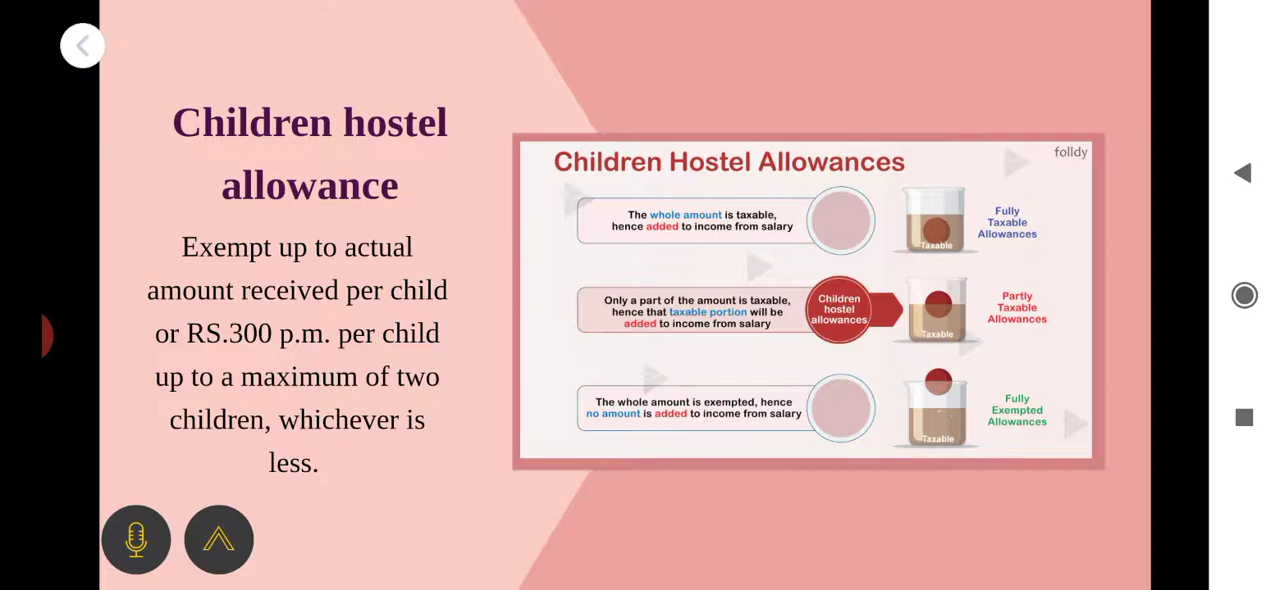 Children hostel
allowance
Exempt up to actual
amount received per child
or RS.300 p.m. per child
up to a maximum of two
children, whichever is
less.
folldy
Children Hostel Allowances
The whole amount is taxable,
hence added to income from salary
Taxable
Fully
Taxable
Allowances
Only a part of the amount is taxable,
hence that taxable portion will be
added to income from salary
Children
hostel
allowances
Taxable
Partly
Taxable
Allowances
The whole amount is exempted, hence
no amount is added to income from salary
Taxable
Fully
Exempted
Allowances